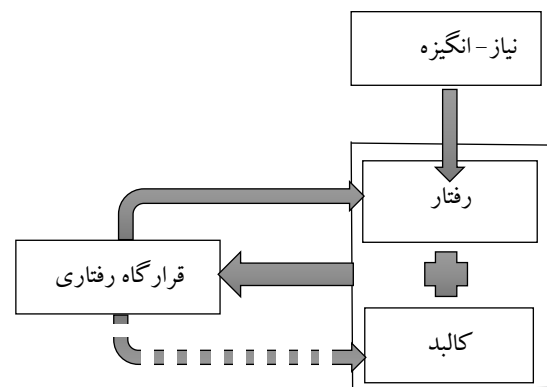 نیاز - انگیزه
رفتار
قرارگاه رفتاری
کالبد